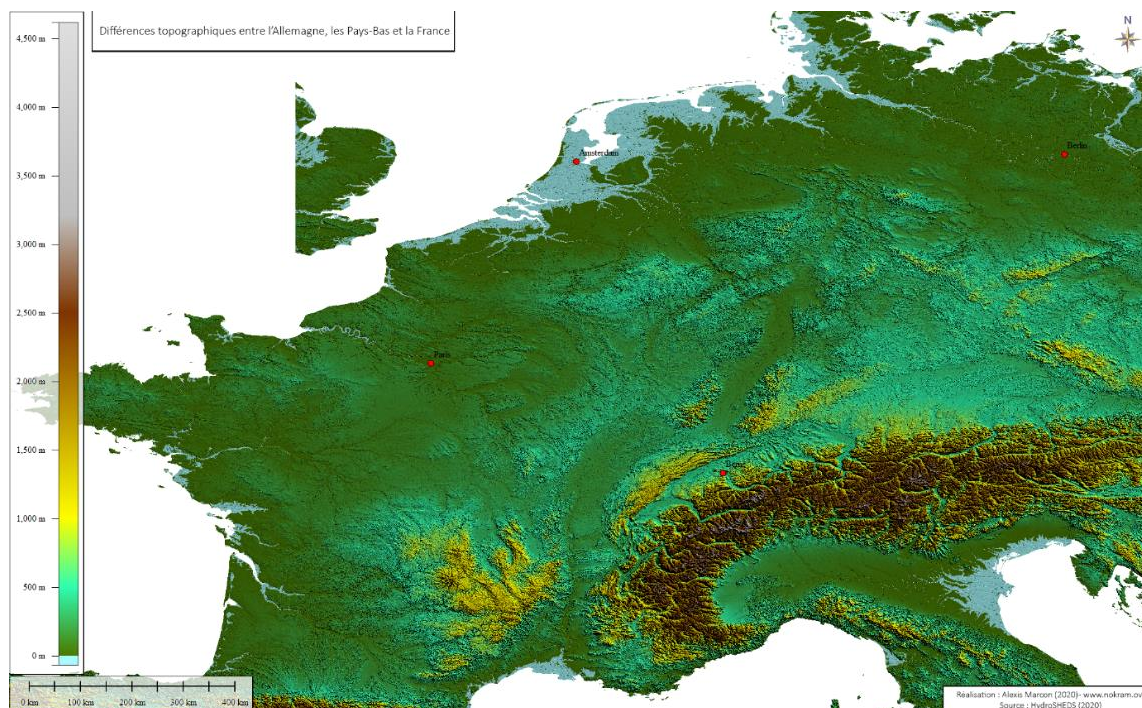 Différences topographiques entre l'Allemagne, les Pays-Bas et la France
N
4,500 m
4,000 m
3,500 m
3,000 m
2,500 m
2,000 m
1,500 m
1,000 m
500 m
0 m
Amsterdam
Berlin
Paris
0 km 100 km 200 km 300 km 400 km
Réalisation : Alexis Marcon (2020)- www.nokram.ov
Source : HydroSHEDS (2020)